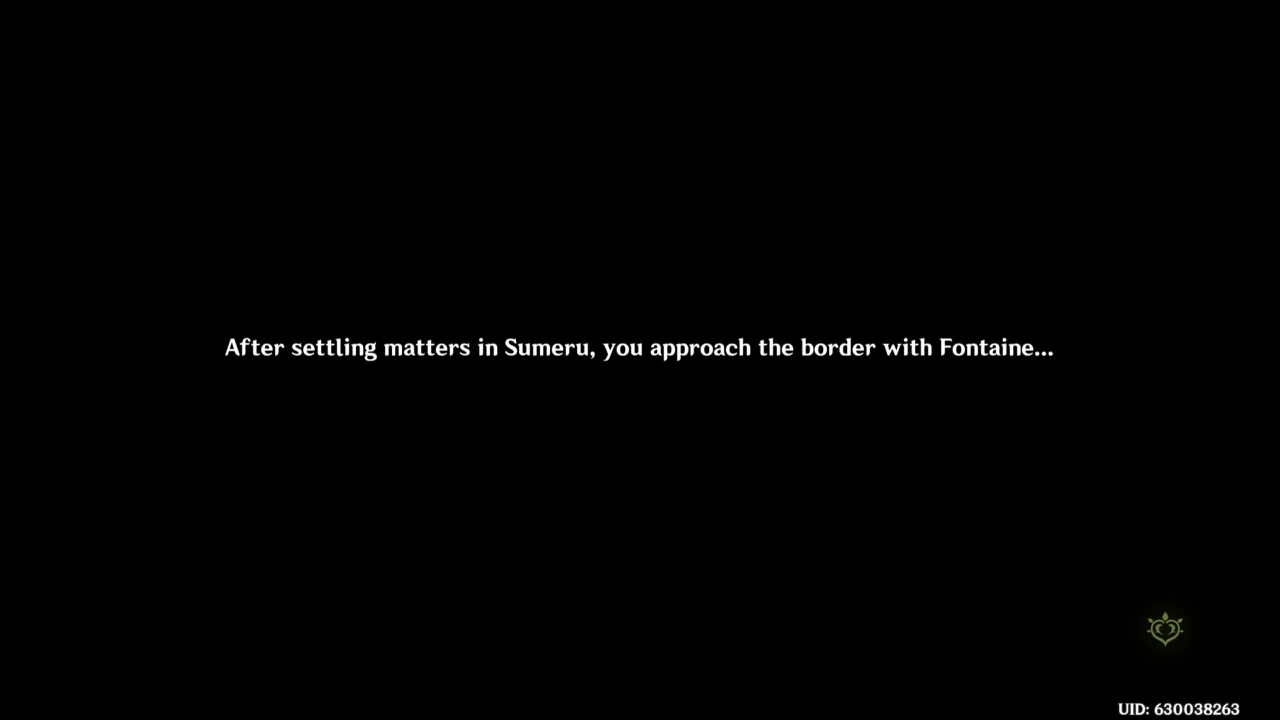 After settling matters in Sumeru, you approach the border with Fontaine...
UID: 630038263